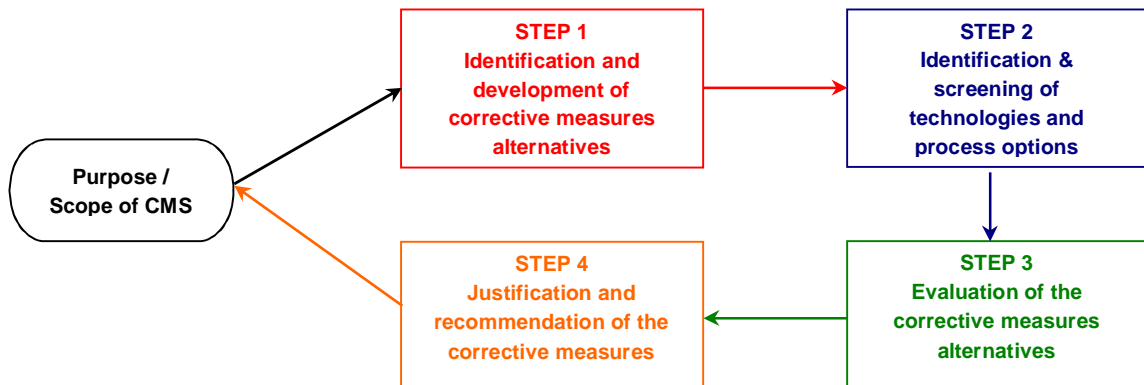 Purpose /
Scope of CMS
STEP 1
Identification and
development of
corrective measures
alternatives
STEP 2
Identification &
screening of
technologies and
process options
STEP 3
Evaluation of the
corrective measures
alternatives
STEP 4
Justification and
recommendation of the
corrective measures